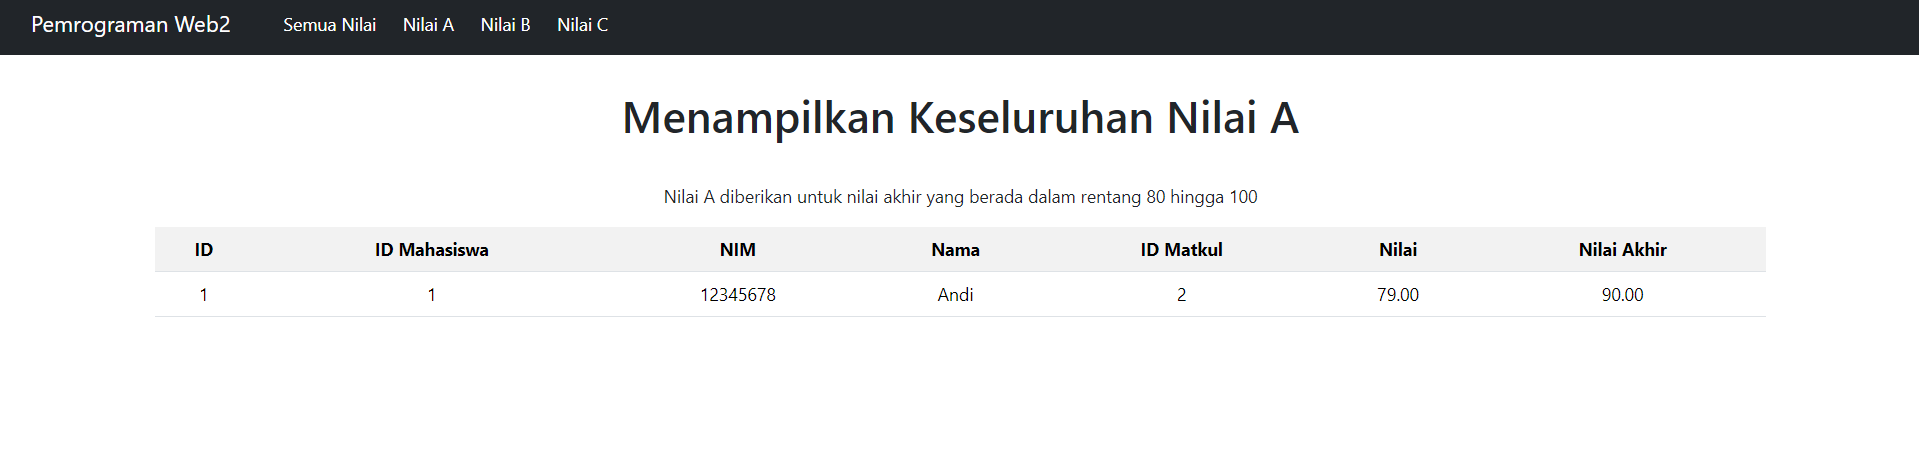 Pemrograman Web2 Semua Nilai Nilai A Nilai B Nilai C
Menampilkan Keseluruhan Nilai A
Nilai A diberikan untuk nilai akhir yang berada dalam rentang 80 hingga 100
ID ID Mahasiswa NIM Nama ID Matkul Nilai Nilai Akhir
1 1 12345678 Andi 2 79.00 90.00